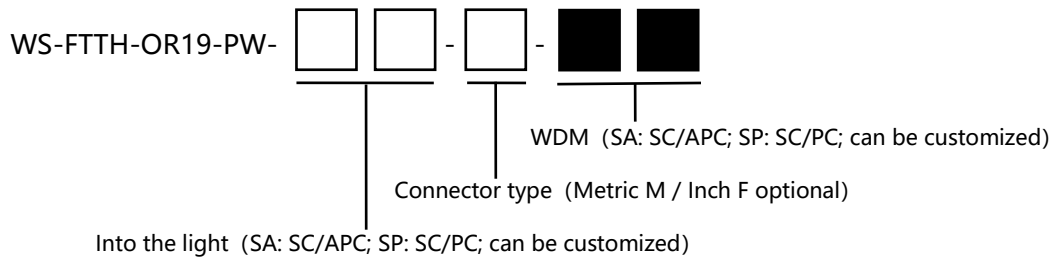 WS-FTTH-OR19-PW- - -
WDM（SA: SC/APC; SP: SC/PC; can be customized）
Connector type（Metric M / Inch F optional）
Into the light（SA: SC/APC; SP: SC/PC; can be customized）